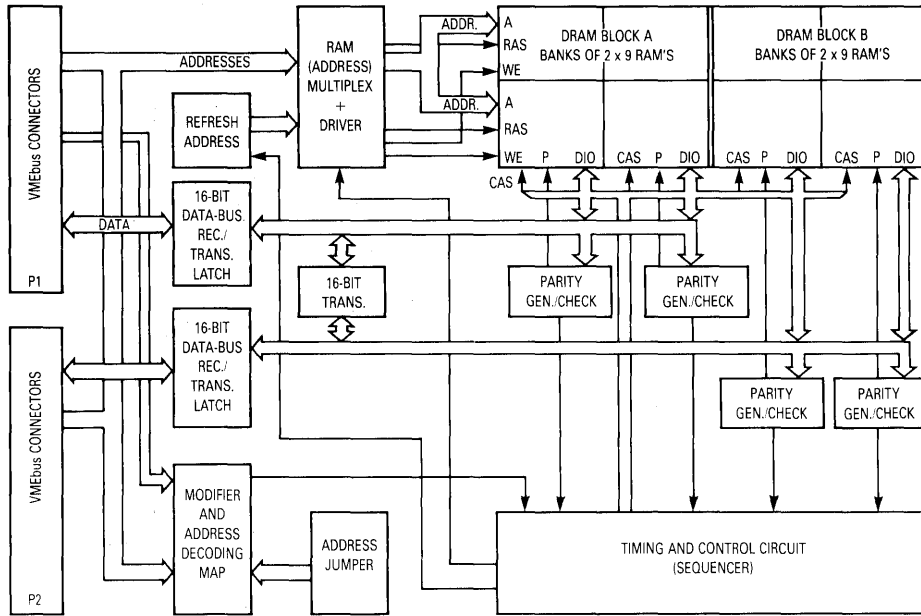 VMEbus CONNECTORS
P1
ADDRESSES
RAM
(ADDRESS)
MULTIPLEX
+
DRIVER
ADDR.
ADDR.
A
RAS
WE
A
RAS
WE
DRAM BLOCK A
BANKS OF 2 x 9 RAM'S
DRAM BLOCK B
BANKS OF 2 x 9 RAM'S
P
DIO
CAS
P
DIO
CAS
P
DIO
CAS
P
DIO
CAS
REFRESH
ADDRESS
DATA
16-BIT
DATA-BUS.
REC./
TRANS.
LATCH
16-BIT
TRANS.
PARITY
GEN./CHECK
PARITY
GEN./CHECK
VMEbus CONNECTORS
P2
16-BIT
DATA-BUS
REC./
TRANS.
LATCH
PARITY
GEN./CHECK
PARITY
GEN./CHECK
MODIFIER
AND
ADDRESS
DECODING
MAP
ADDRESS
JUMPER
TIMING AND CONTROL CIRCUIT
(SEQUENCER)